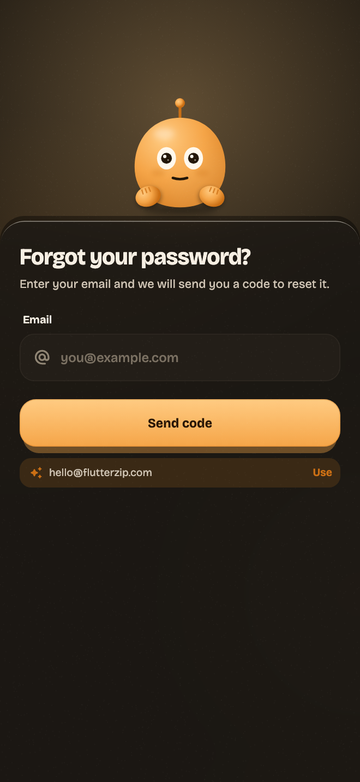 Forgot your password?
Enter your email and we will send you a code to reset it.
Email
@ you@example.com
Send code
hello@flutterzip.com Use